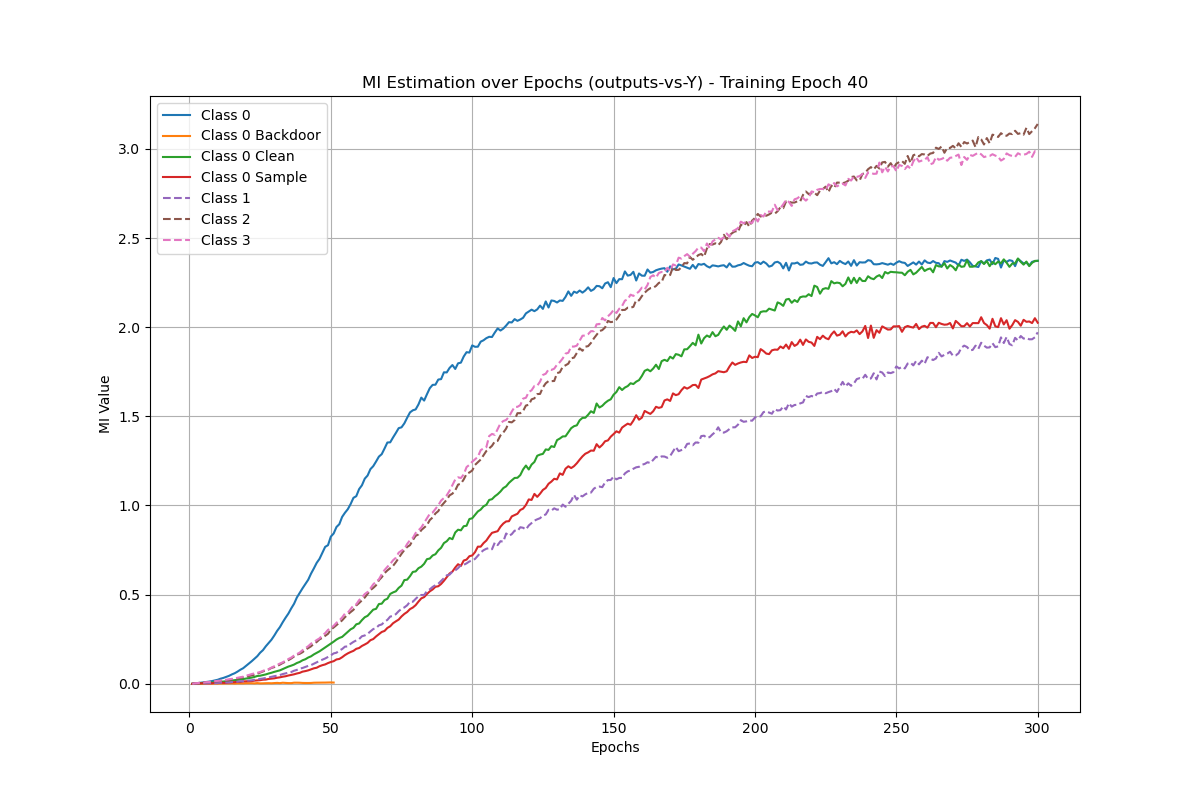 MI Estimation over Epochs (outputs-vs-Y) - Training Epoch 40
Class 0
Class 0 Backdoor
Class 0 Clean
Class 0 Sample
Class 1
Class 2
Class 3
MI Value
3.0
2.5
2.0
1.5
1.0
0.5
0.0
0 50 100 150 200 250 300
Epochs